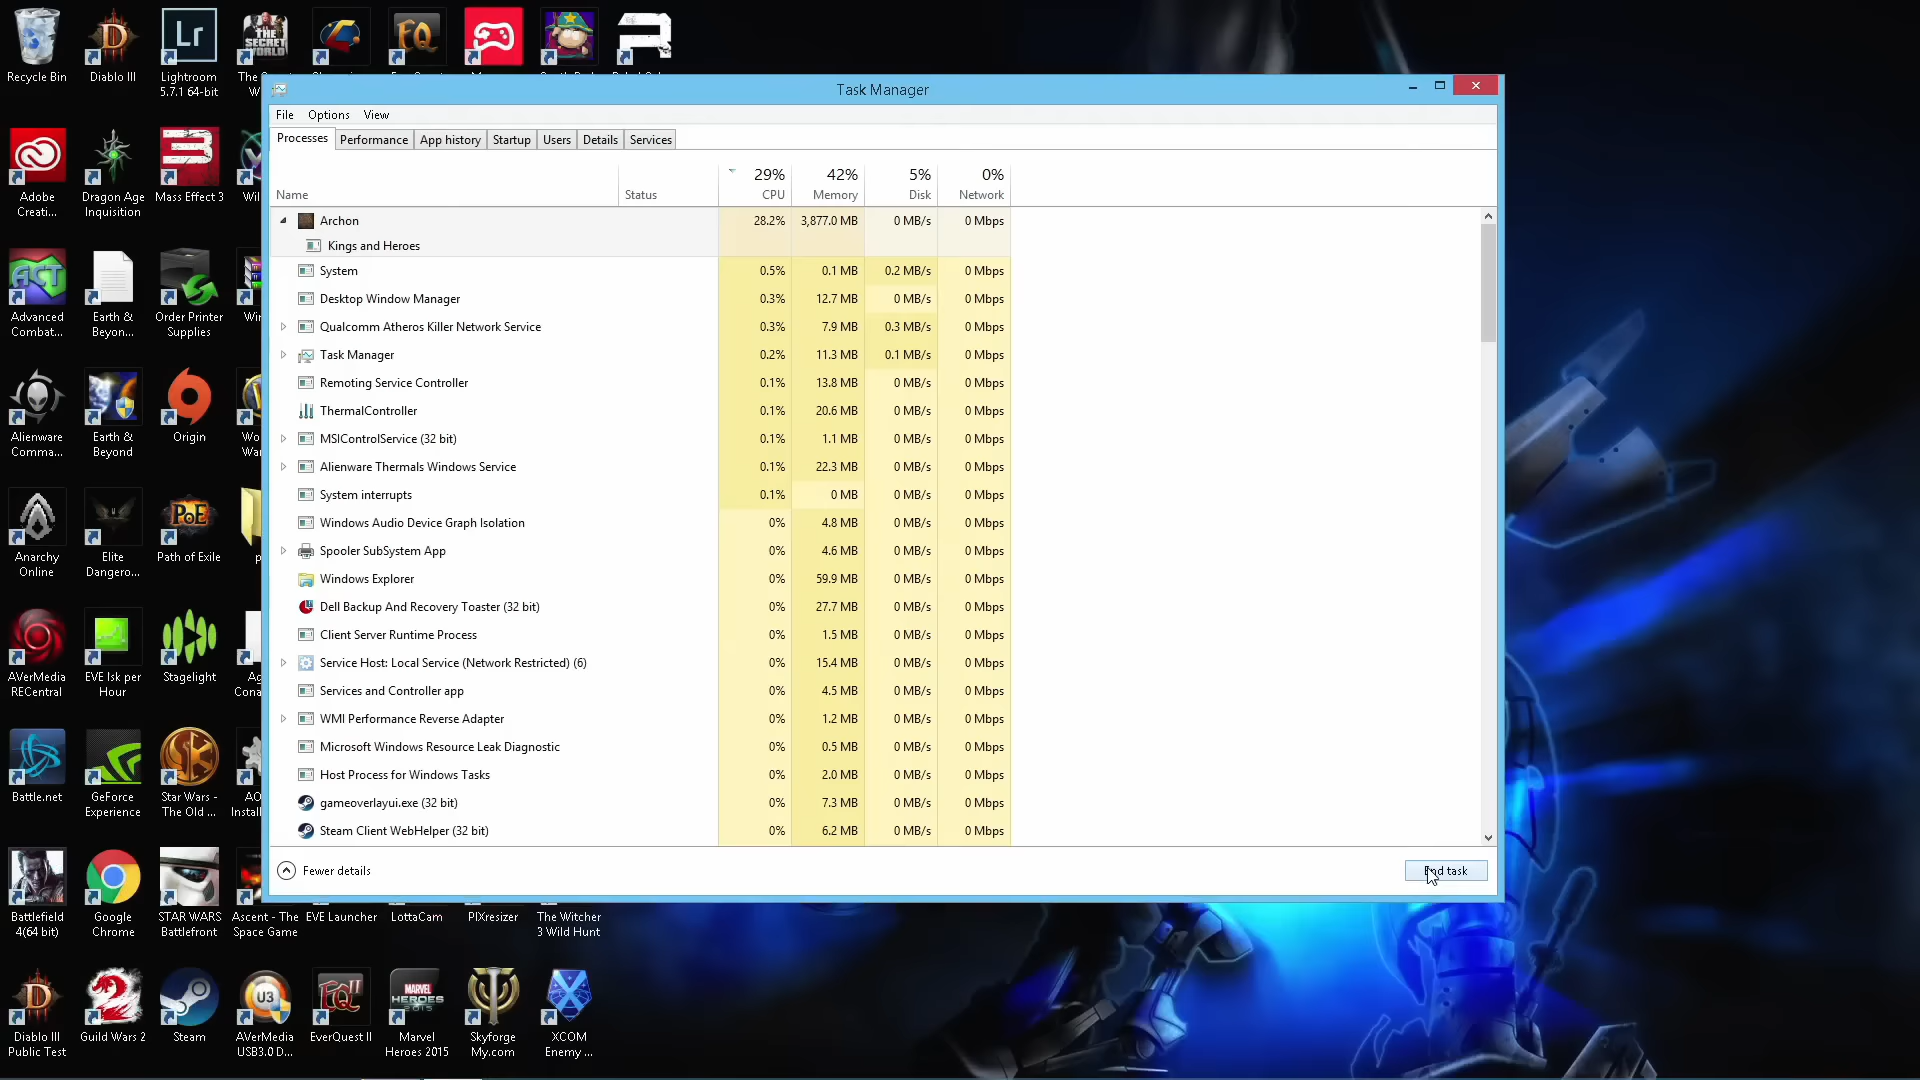 Recycle Bin
Diablo III
Lightroom
5.7.1 64-bit
Task Manager
File Options View
Processes Performance App history Startup Users Details Services
29% 42% 5% 0%
Name Status CPU Memory Disk Network
Archon 28.2% 3,877.0 MB 0 MB/s 0 Mbps
Kings and Heroes
System 0.5% 0.1 MB 0.2 MB/s 0 Mbps
Desktop Window Manager 0.3% 12.7 MB 0 MB/s 0 Mbps
Qualcomm Atheros Killer Network Service 0.3% 7.9 MB 0.3 MB/s 0 Mbps
Task Manager 0.2% 11.3 MB 0.1 MB/s 0 Mbps
Remoting Service Controller 0.1% 13.8 MB 0 MB/s 0 Mbps
ThermalController 0.1% 20.6 MB 0 MB/s 0 Mbps
MSIControlService (32 bit) 0.1% 1.1 MB 0 MB/s 0 Mbps
Alienware Thermals Windows Service 0.1% 22.3 MB 0 MB/s 0 Mbps
System interrupts 0.1% 0 MB 0 MB/s 0 Mbps
Windows Audio Device Graph Isolation 0% 4.8 MB 0 MB/s 0 Mbps
Spooler SubSystem App 0% 4.6 MB 0 MB/s 0 Mbps
Windows Explorer 0% 59.9 MB 0 MB/s 0 Mbps
Dell Backup And Recovery Toaster (32 bit) 0% 27.7 MB 0 MB/s 0 Mbps
Client Server Runtime Process 0% 1.5 MB 0 MB/s 0 Mbps
Service Host: Local Service (Network Restricted) (6) 0% 15.4 MB 0 MB/s 0 Mbps
Services and Controller app 0% 4.5 MB 0 MB/s 0 Mbps
WMI Performance Reverse Adapter 0% 1.2 MB 0 MB/s 0 Mbps
Microsoft Windows Resource Leak Diagnostic 0% 0.5 MB 0 MB/s 0 Mbps
Host Process for Windows Tasks 0% 2.0 MB 0 MB/s 0 Mbps
gameoverlayui.exe (32 bit) 0% 7.3 MB 0 MB/s 0 Mbps
Steam Client WebHelper (32 bit) 0% 6.2 MB 0 MB/s 0 Mbps
Fewer details
End task
Adobe
Creati...
Dragon Age
Inquisition
Mass Effect 3
Advanced
Combat...
Earth &
Beyon...
Order Printer
Supplies
Alienware
Comma...
Earth &
Beyond
Origin
Anarchy
Online
Elite
Dangero...
Path of Exile
AVerMedia
RECentral
EVE Isk per
Hour
Stagelight
Battle.net
GeForce
Experience
Star Wars -
The Old ...
Battlefield
4(64 bit)
Google
Chrome
STAR WARS
Battlefront
Ascent - The
Space Game
EVE Launcher
LottaCam
PIXresizer
The Witcher
3 Wild Hunt
Diablo III
Public Test
Guild Wars 2
Steam
AVerMedia
USB3.0 D...
EverQuest II
Marvel
Heroes 2015
Skyforge
My.com
XCOM
Enemy ...
Lr
THE
SECRET
WORLD
ACT
PoE
U3
MARVEL
HEROES
2015